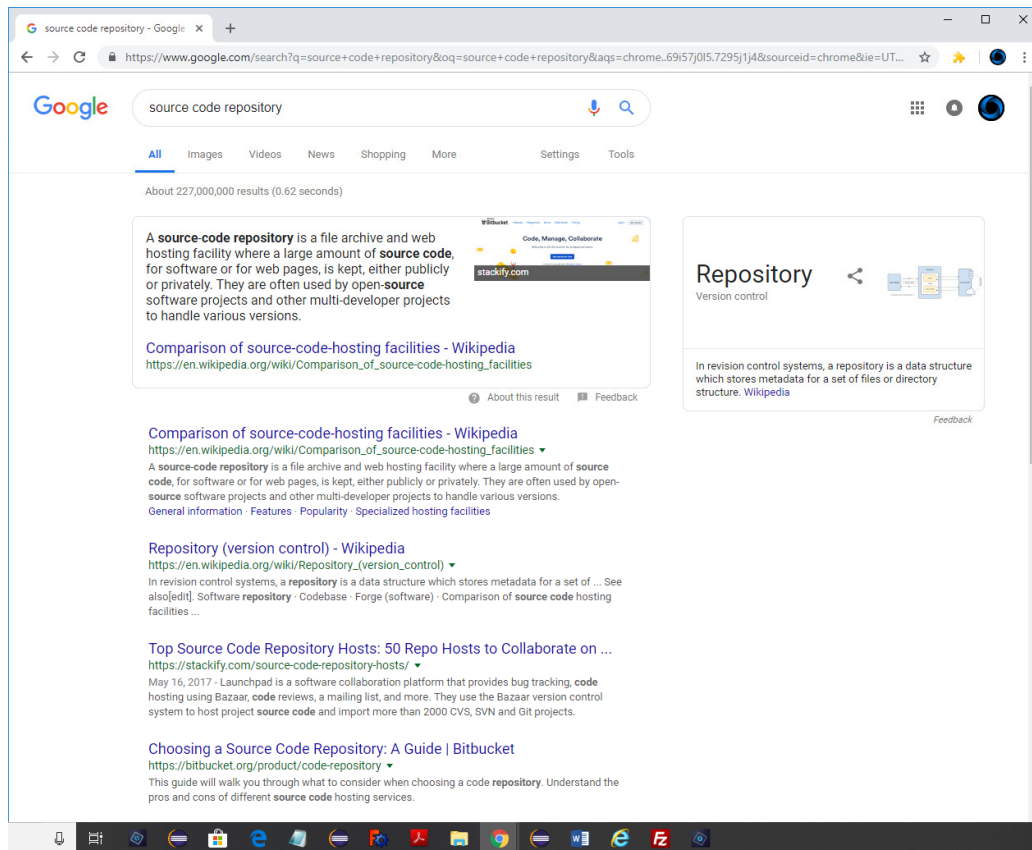 source code repository - Google
https://www.google.com/search?q=source+code+repository&oq=source+code+repository&aqs=chrome..69i57j0l5.7295j1j4&sourceid=chrome&ie=UT...
Google
source code repository
All Images Videos News Shopping More Settings Tools
About 227,000,000 results (0.62 seconds)
A source-code repository is a file archive and web
hosting facility where a large amount of source code,
for software or for web pages, is kept, either publicly
or privately. They are often used by open-source
software projects and other multi-developer projects
to handle various versions.
Bitbucket
Code, Manage, Collaborate
stackify.com
Comparison of source-code-hosting facilities - Wikipedia
https://en.wikipedia.org/wiki/Comparison_of_source-code-hosting_facilities
About this result Feedback
Repository
Version control
In revision control systems, a repository is a data structure
which stores metadata for a set of files or directory
structure. Wikipedia
Feedback
Comparison of source-code-hosting facilities - Wikipedia
https://en.wikipedia.org/wiki/Comparison_of_source-code-hosting_facilities
A source-code repository is a file archive and web hosting facility where a large amount of source
code, for software or for web pages, is kept, either publicly or privately. They are often used by open-
source software projects and other multi-developer projects to handle various versions.
General information · Features · Popularity · Specialized hosting facilities
Repository (version control) - Wikipedia
https://en.wikipedia.org/wiki/Repository_(version_control)
In revision control systems, a repository is a data structure which stores metadata for a set of ... See
also[edit]. Software repository · Codebase · Forge (software) · Comparison of source code hosting
facilities ...
Top Source Code Repository Hosts: 50 Repo Hosts to Collaborate on ...
https://stackify.com/source-code-repository-hosts/
May 16, 2017 - Launchpad is a software collaboration platform that provides bug tracking, code
hosting using Bazaar, code reviews, a mailing list, and more. They use the Bazaar version control
system to host project source code and import more than 2000 CVS, SVN and Git projects.
Choosing a Source Code Repository: A Guide | Bitbucket
https://bitbucket.org/product/code-repository
This guide will walk you through what to consider when choosing a code repository. Understand the
pros and cons of different source code hosting services.